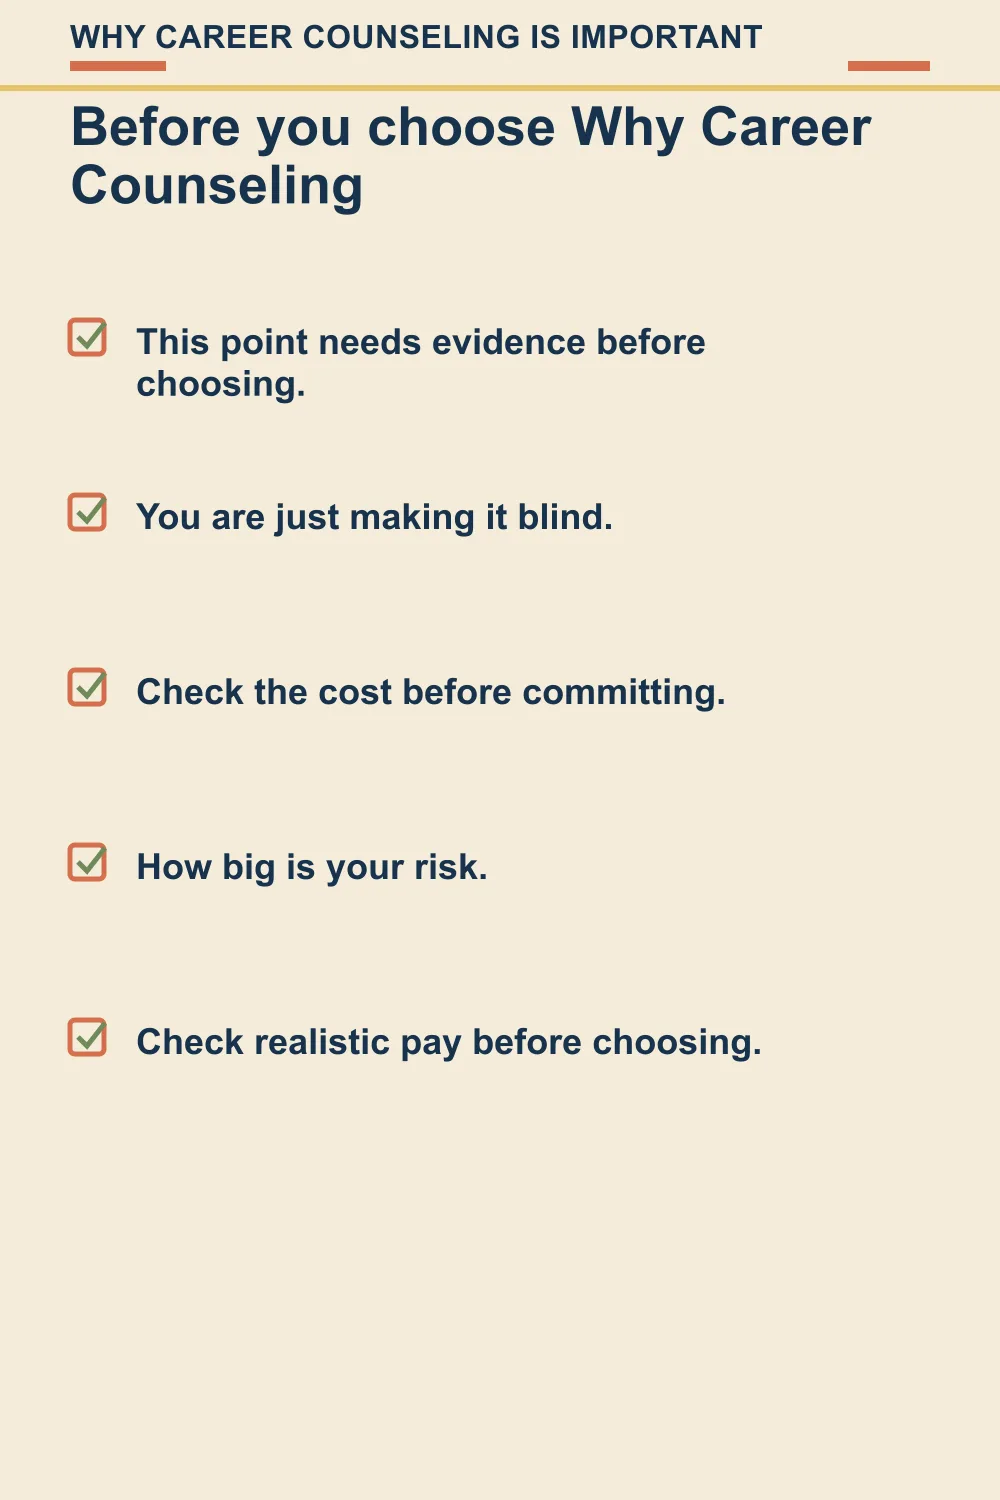 WHY CAREER COUNSELING IS IMPORTANT
Before you choose Why Career
Counseling
This point needs evidence before
choosing.
You are just making it blind.
Check the cost before committing.
How big is your risk.
Check realistic pay before choosing.